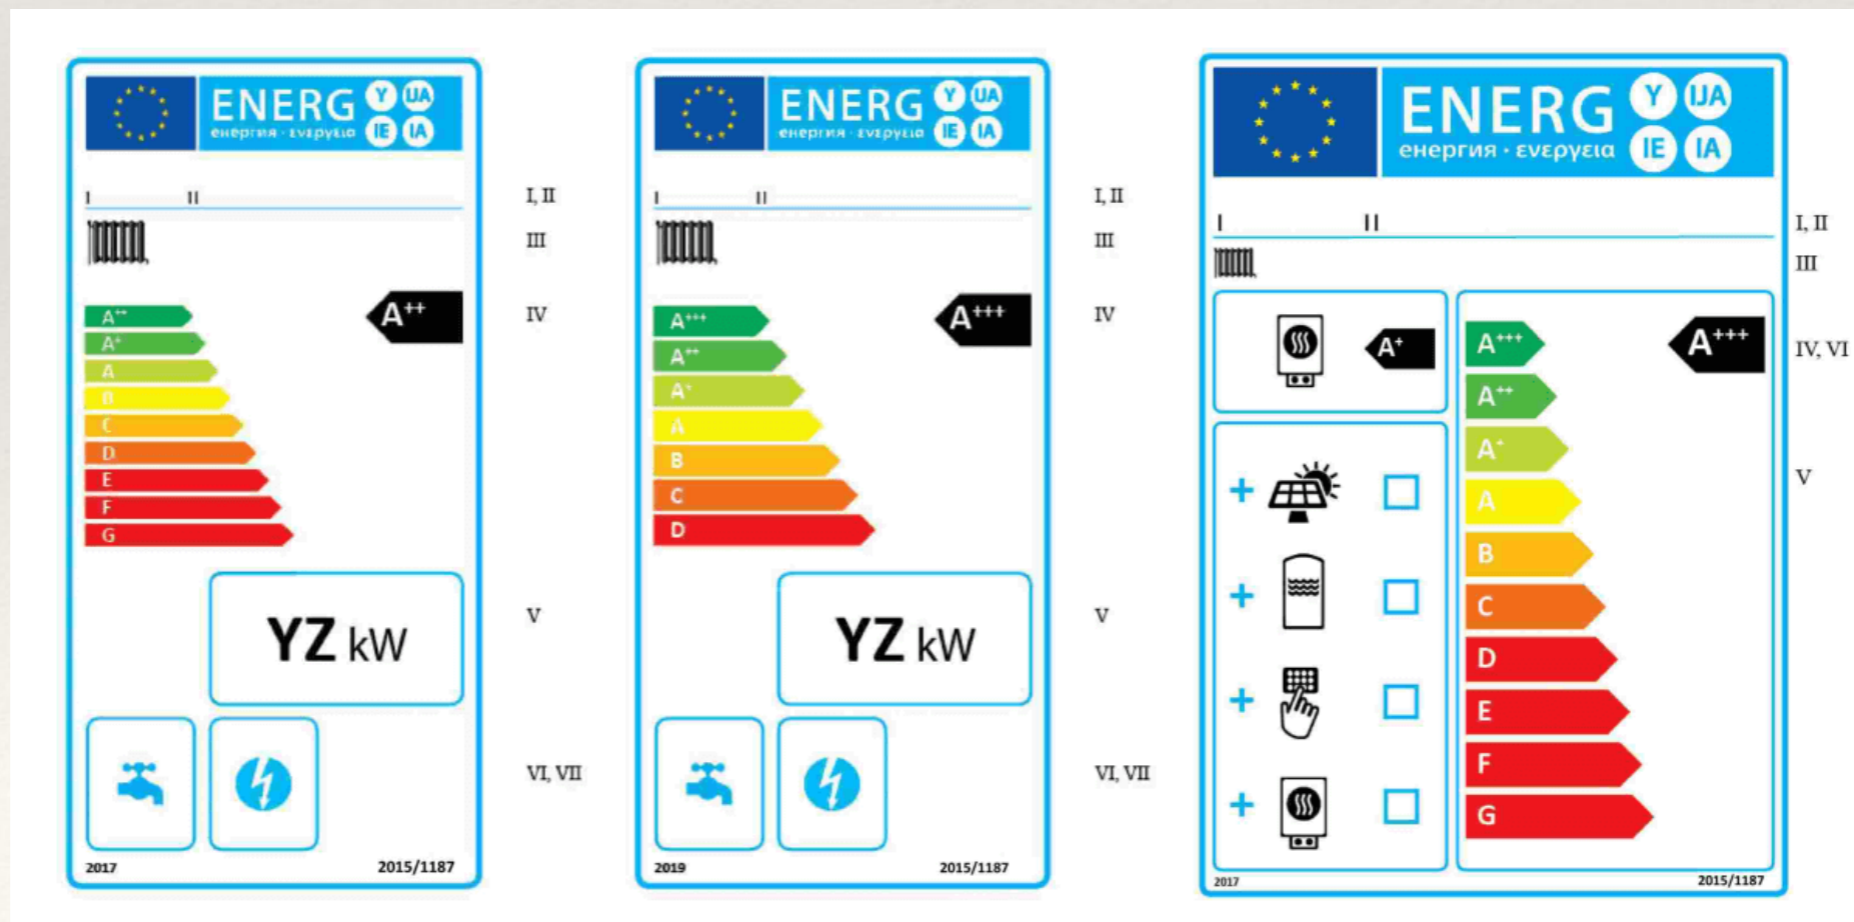 ENERG Y UA
енергия · ενεργεια IE IA
I II
I, II
III
A++
IV
A++
A+
A
B
C
D
E
F
G
YZ kW
V
VI, VII
2017 2015/1187
ENERG Y UA
енергия · ενεργεια IE IA
I II
I, II
III
A+++
IV
A+++
A++
A+
A
B
C
D
YZ kW
V
VI, VII
2019 2015/1187
ENERG Y IJA
енергия · ενεργεια IE IA
I II
I, II
III
A+
A+++
IV, VI
A+++
A++
A+
A
B
C
D
E
F
G
V
+
+
+
+
2017 2015/1187